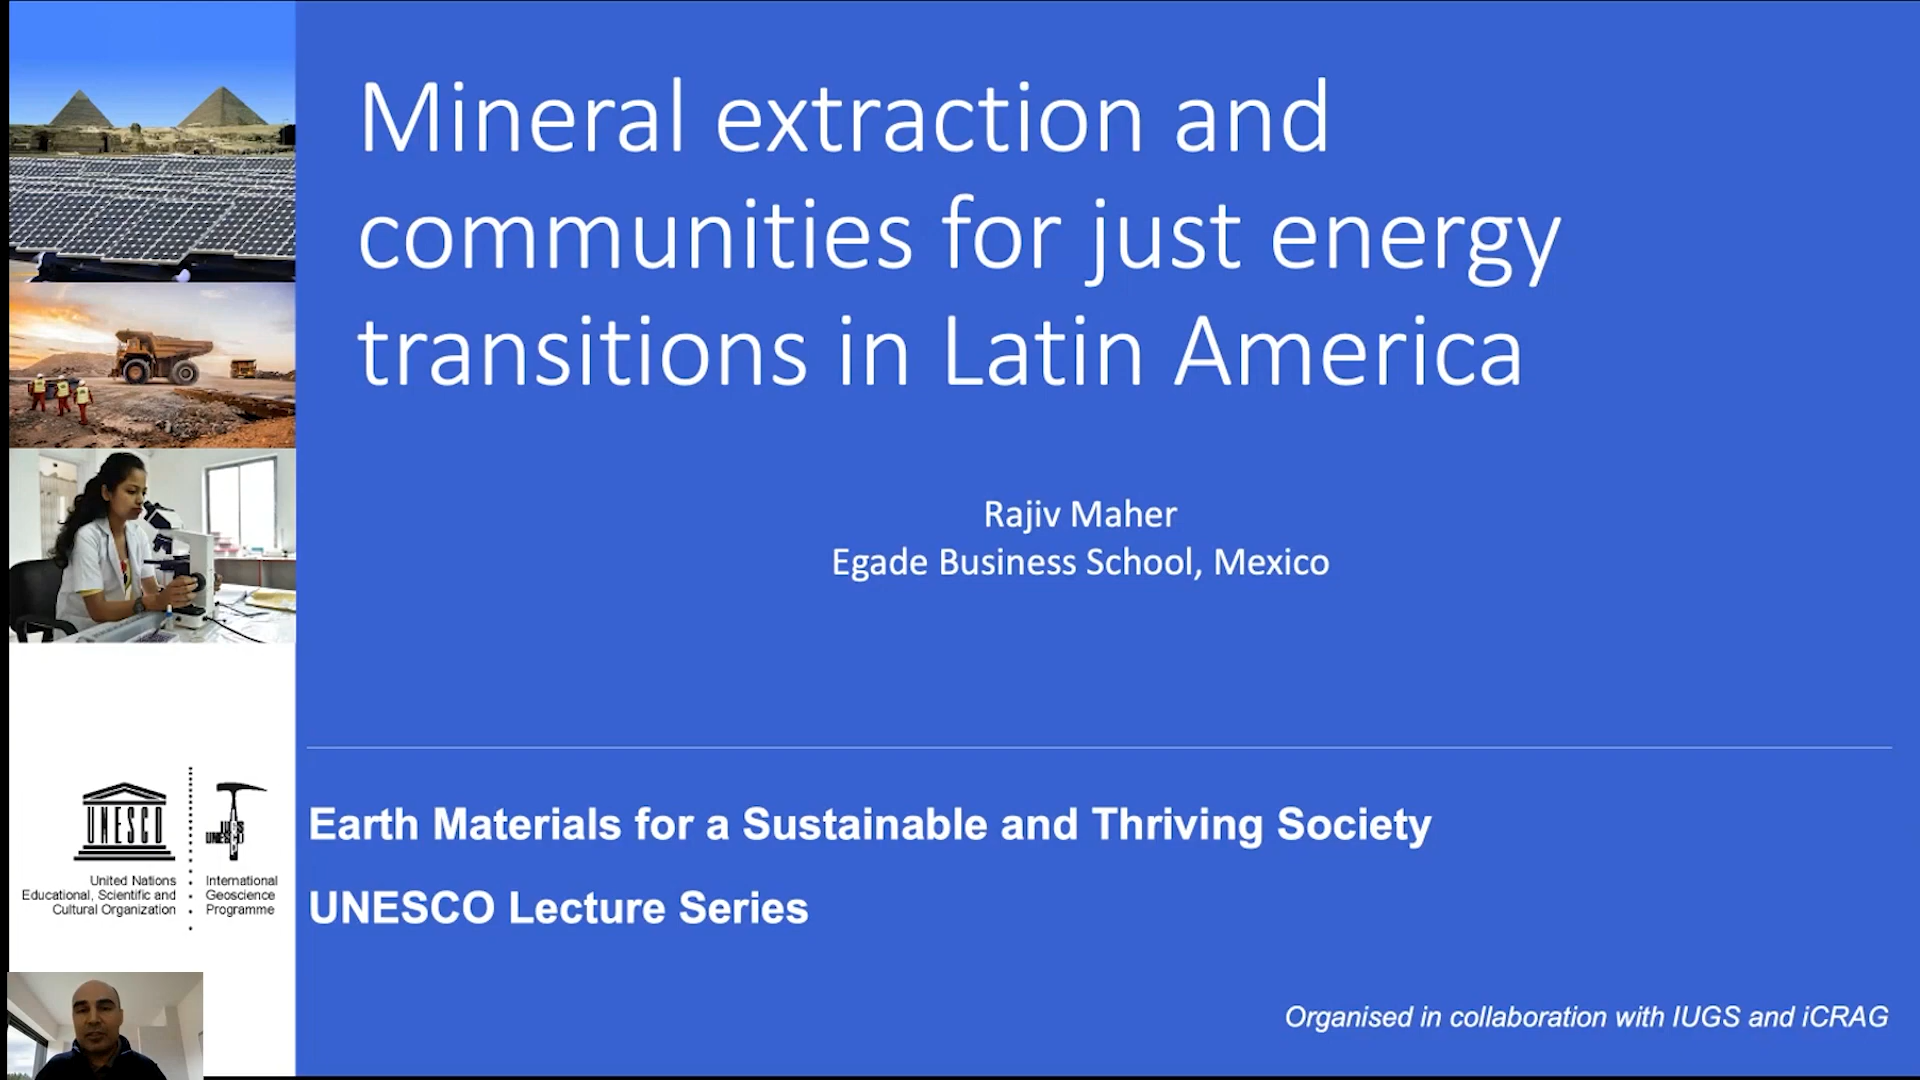 Mineral extraction and
communities for just energy
transitions in Latin America
Rajiv Maher
Egade Business School, Mexico
UNESCO
United Nations
Educational, Scientific and
Cultural Organization
International
Geoscience
Programme
Earth Materials for a Sustainable and Thriving Society
UNESCO Lecture Series
Organised in collaboration with IUGS and iCRAG